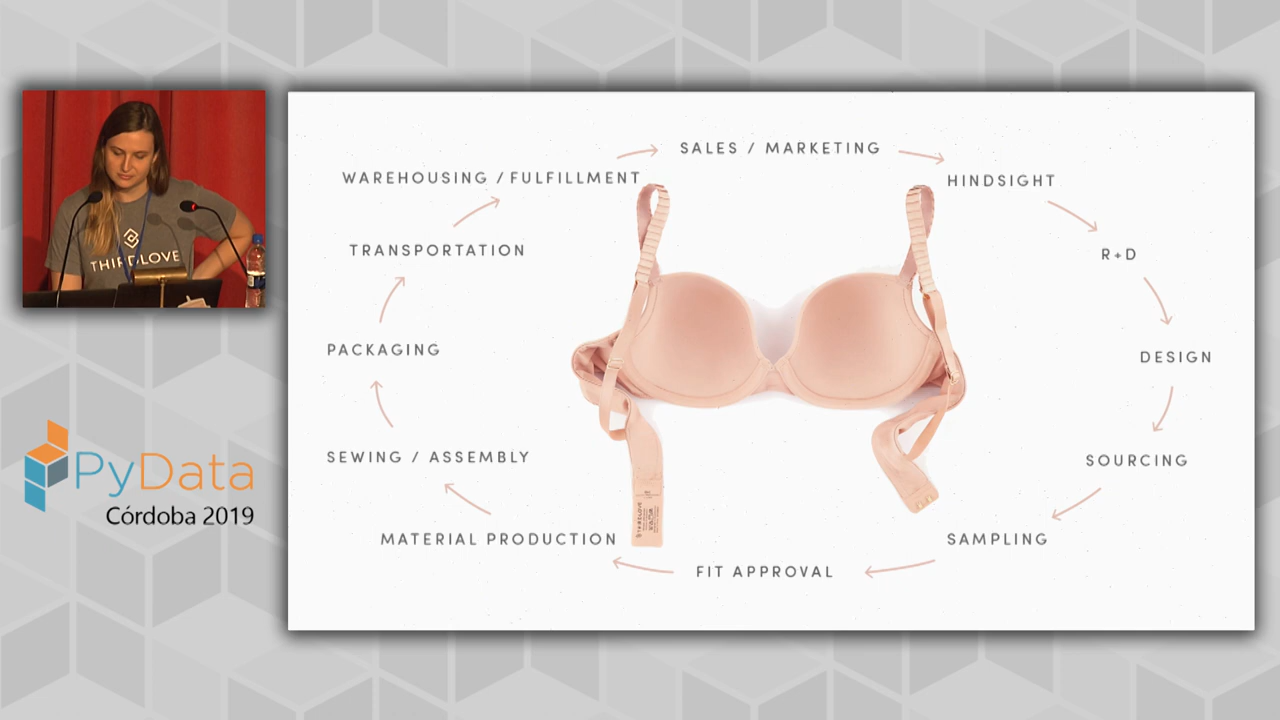 THIRDLOVE
PyData
Córdoba 2019
SALES / MARKETING
HINDSIGHT
R+D
DESIGN
SOURCING
SAMPLING
FIT APPROVAL
MATERIAL PRODUCTION
SEWING / ASSEMBLY
PACKAGING
TRANSPORTATION
WAREHOUSING / FULFILLMENT